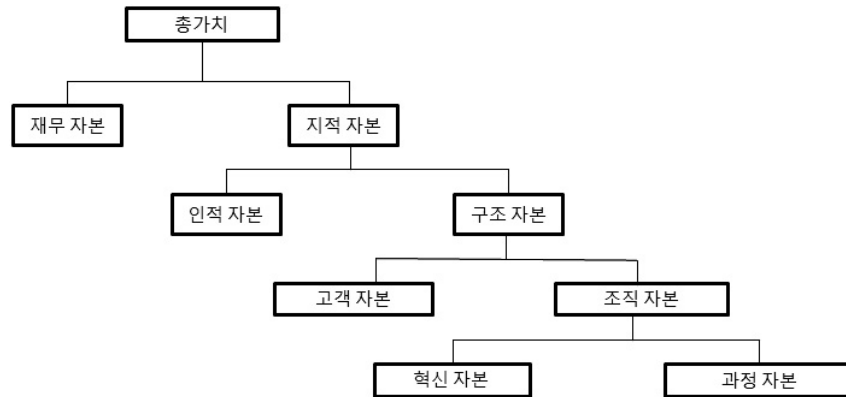 총가치
재무 자본
지적 자본
인적 자본
구조 자본
고객 자본
조직 자본
혁신 자본
과정 자본